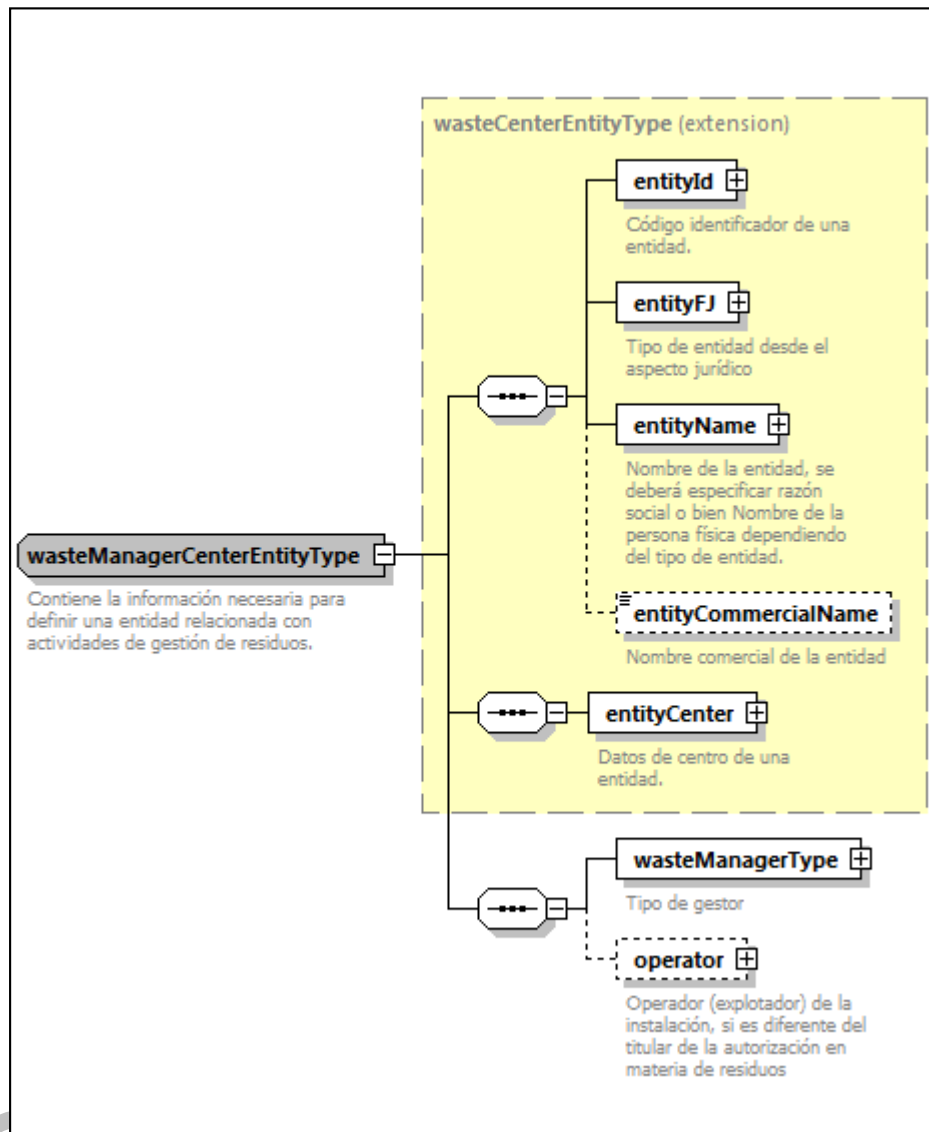 wasteCenterEntityType (extension)
entityId
Código identificador de una
entidad.
entityFJ
Tipo de entidad desde el
aspecto jurídico
entityName
Nombre de la entidad, se
deberá especificar razón
social o bien Nombre de la
persona física dependiendo
del tipo de entidad.
entityCommercialName
Nombre comercial de la entidad
wasteManagerCenterEntityType
Contiene la información necesaria para
definir una entidad relacionada con
actividades de gestión de residuos.
entityCenter
Datos de centro de una
entidad.
wasteManagerType
Tipo de gestor
operator
Operador (explotador) de la
instalación, si es diferente del
titular de la autorización en
materia de residuos